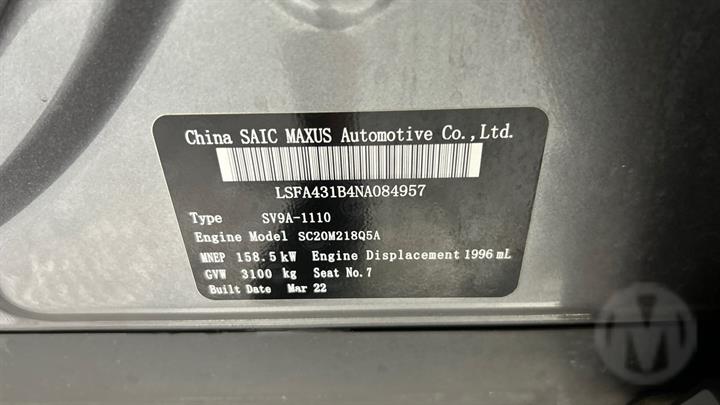 China SAIC MAXUS Automotive Co.,Ltd.
LSFA431B4NA084957
Type SV9A-1110
Engine Model SC20M218Q5A
MNEP 158.5 kW Engine Displacement 1996 mL
GVW 3100 kg Seat No.7
Built Date Mar 22
M
M